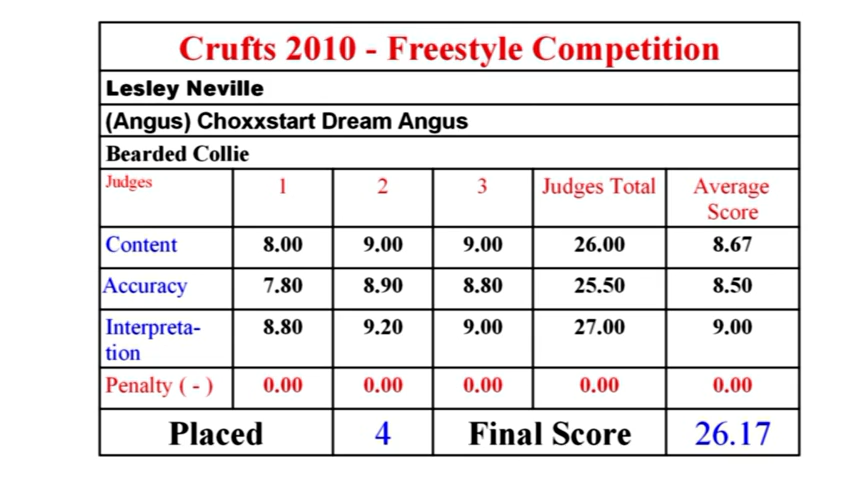 Crufts 2010 - Freestyle Competition
Lesley Neville
(Angus) Choxxstart Dream Angus
Bearded Collie
Judges 1 2 3 Judges Total Average
Score
Content 8.00 9.00 9.00 26.00 8.67
Accuracy 7.80 8.90 8.80 25.50 8.50
Interpreta- 8.80 9.20 9.00 27.00 9.00
tion
Penalty ( - ) 0.00 0.00 0.00 0.00 0.00
Placed 4 Final Score 26.17